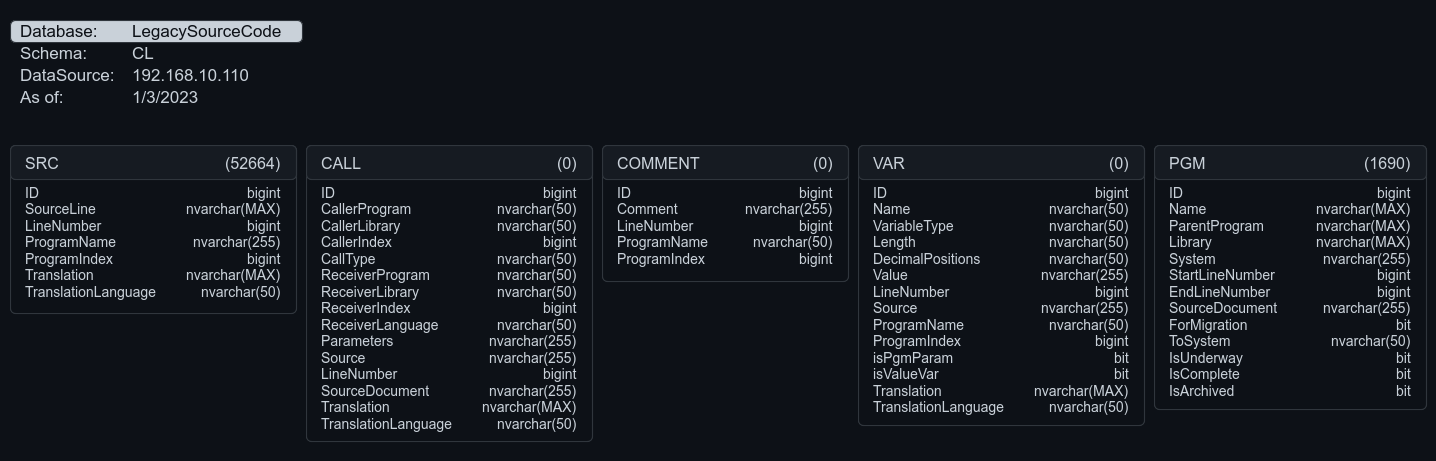 Database: LegacySourceCode
Schema: CL
DataSource: 192.168.10.110
As of: 1/3/2023
SRC (52664)
ID bigint
SourceLine nvarchar(MAX)
LineNumber bigint
ProgramName nvarchar(255)
ProgramIndex bigint
Translation nvarchar(MAX)
TranslationLanguage nvarchar(50)
CALL (0)
ID bigint
CallerProgram nvarchar(50)
CallerLibrary nvarchar(50)
CallerIndex bigint
CallType nvarchar(50)
ReceiverProgram nvarchar(50)
ReceiverLibrary nvarchar(50)
ReceiverIndex bigint
ReceiverLanguage nvarchar(50)
Parameters nvarchar(255)
Source nvarchar(255)
LineNumber bigint
SourceDocument nvarchar(255)
Translation nvarchar(MAX)
TranslationLanguage nvarchar(50)
COMMENT (0)
ID bigint
Comment nvarchar(255)
LineNumber bigint
ProgramName nvarchar(50)
ProgramIndex bigint
VAR (0)
ID bigint
Name nvarchar(50)
VariableType nvarchar(50)
Length nvarchar(50)
DecimalPositions nvarchar(50)
Value nvarchar(255)
LineNumber bigint
Source nvarchar(255)
ProgramName nvarchar(50)
ProgramIndex bigint
isPgmParam bit
isValueVar bit
Translation nvarchar(MAX)
TranslationLanguage nvarchar(50)
PGM (1690)
ID bigint
Name nvarchar(MAX)
ParentProgram nvarchar(MAX)
Library nvarchar(MAX)
System nvarchar(255)
StartLineNumber bigint
EndLineNumber bigint
SourceDocument nvarchar(255)
ForMigration bit
ToSystem nvarchar(50)
IsUnderway bit
IsComplete bit
IsArchived bit